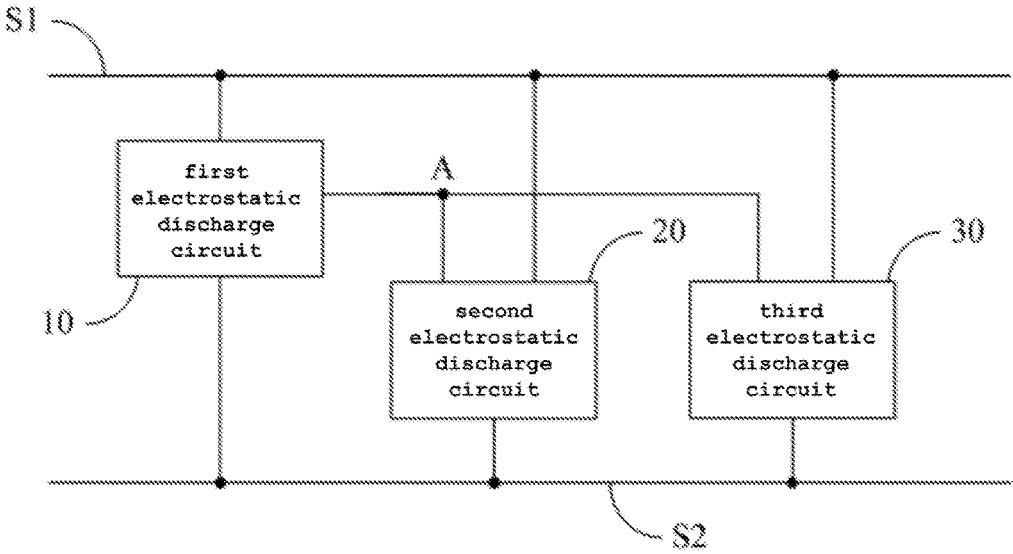 S1
first
electrostatic
discharge
circuit
A
10
20
second
electrostatic
discharge
circuit
30
third
electrostatic
discharge
circuit
S2